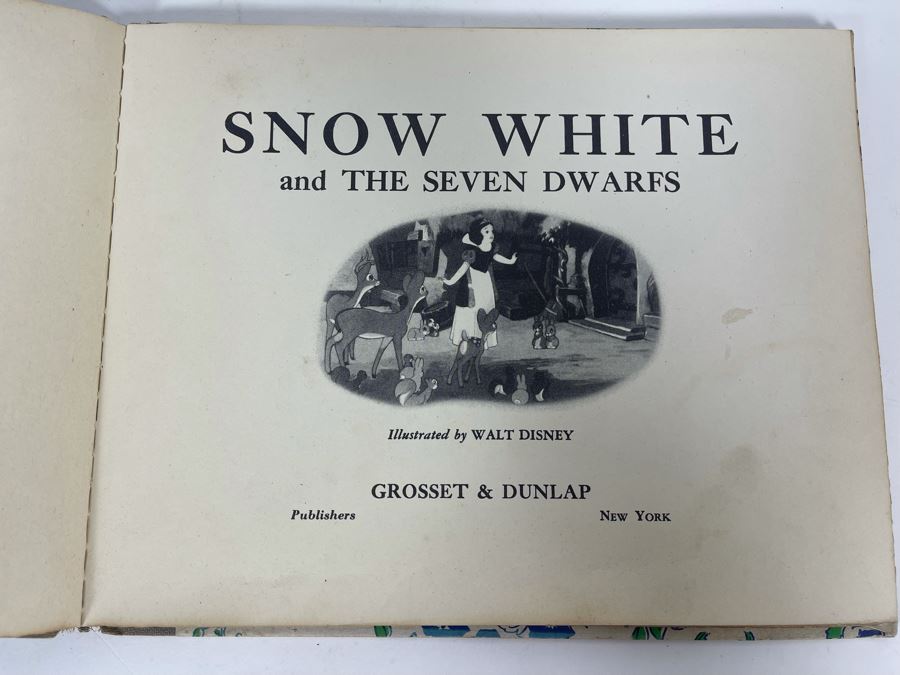 SNOW WHITE
and THE SEVEN DWARFS
Illustrated by WALT DISNEY
GROSSET & DUNLAP
Publishers NEW YORK